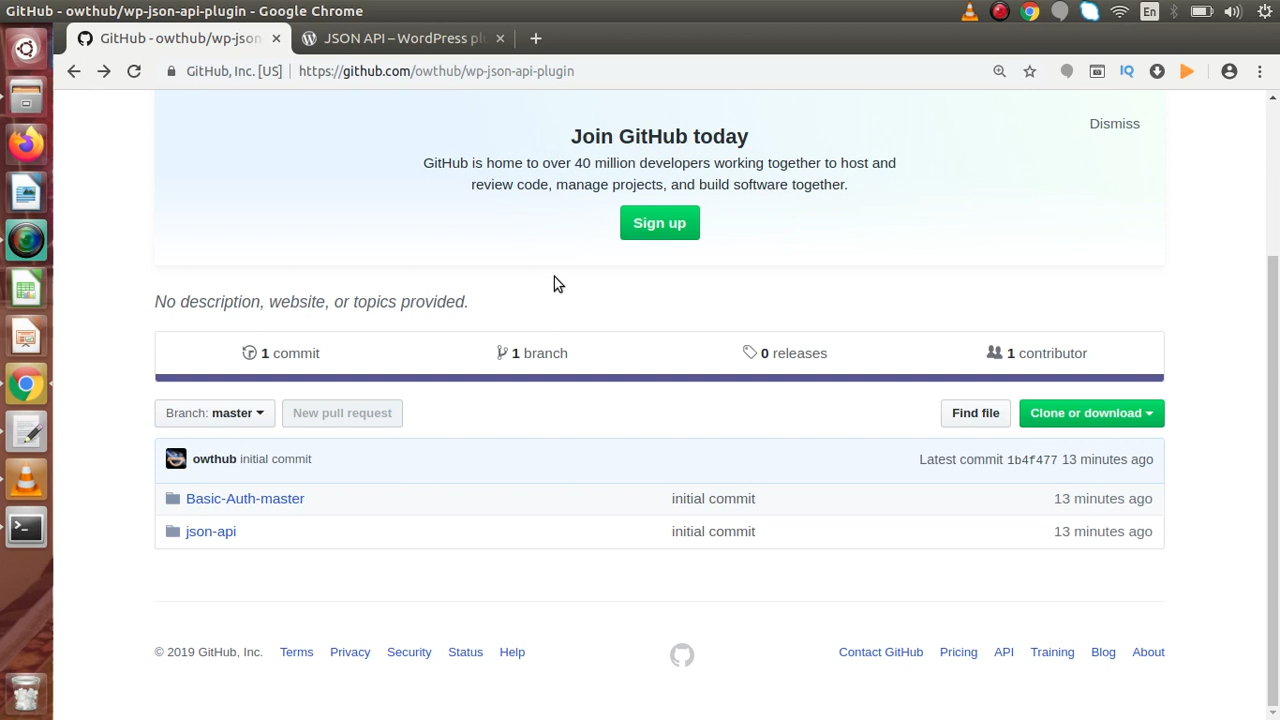 GitHub - owthub/wp-json-api-plugin - Google Chrome
En
GitHub - owthub/wp-json
JSON API – WordPress pl
GitHub, Inc. [US]
https://github.com/owthub/wp-json-api-plugin
IQ
Join GitHub today
Dismiss
GitHub is home to over 40 million developers working together to host and
review code, manage projects, and build software together.
Sign up
No description, website, or topics provided.
1 commit
1 branch
0 releases
1 contributor
Branch: master
New pull request
Find file
Clone or download
owthub initial commit
Latest commit 1b4f477 13 minutes ago
Basic-Auth-master
initial commit
13 minutes ago
json-api
initial commit
13 minutes ago
© 2019 GitHub, Inc.
Terms
Privacy
Security
Status
Help
Contact GitHub
Pricing
API
Training
Blog
About